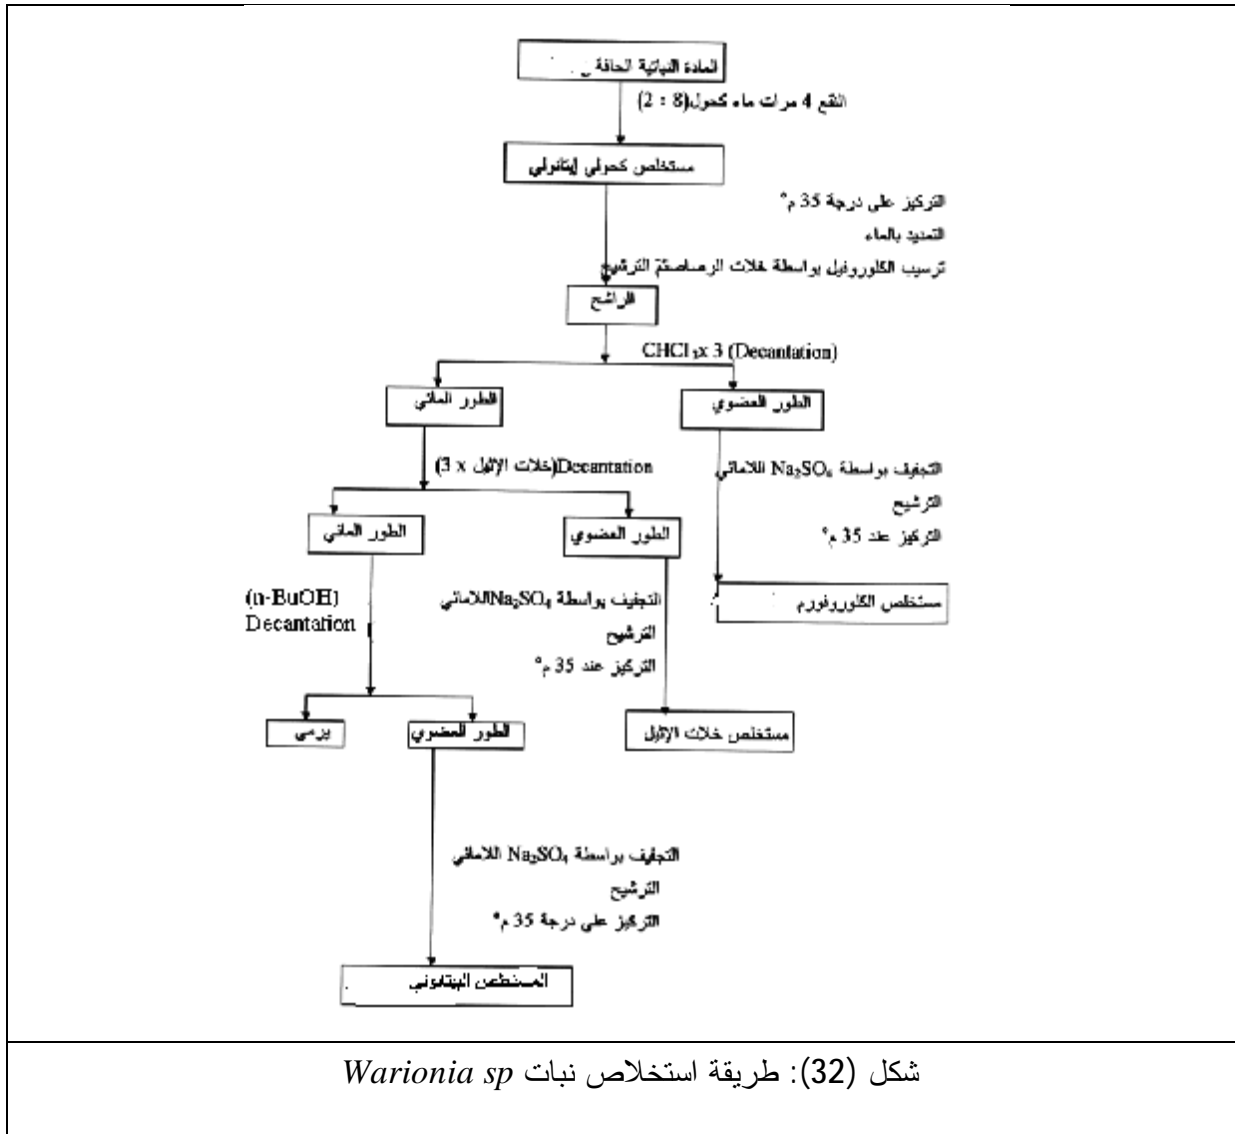 المادة النباتية الجافة
النقع 4 مرات ماء كحول(8 : 2)
مستخلص كحولي إيثانولي
التركيز على درجة 35 م°
التمديد بالماء
ترسيب الكلوروفيل بواسطة خلات الرصاص ثم الترشيح
الراشح
CHCl₃x 3 (Decantation)
الطور المائي
الطور العضوي
(خلات الإثيل x 3)Decantation
التجفيف بواسطة Na₂SO₄ اللامائي
الترشيح
التركيز عند 35 م°
الطور المائي
الطور العضوي
(n-BuOH)
Decantation
التجفيف بواسطة Na₂SO₄اللامائي
الترشيح
التركيز عند 35 م°
مستخلص الكلوروفورم
يرمى
الطور العضوي
مستخلص خلات الإثيل
التجفيف بواسطة Na₂SO₄ اللامائي
الترشيح
التركيز على درجة 35 م°
المستخلص البيتانولي
شكل (32): طريقة استخلاص نبات Warionia sp